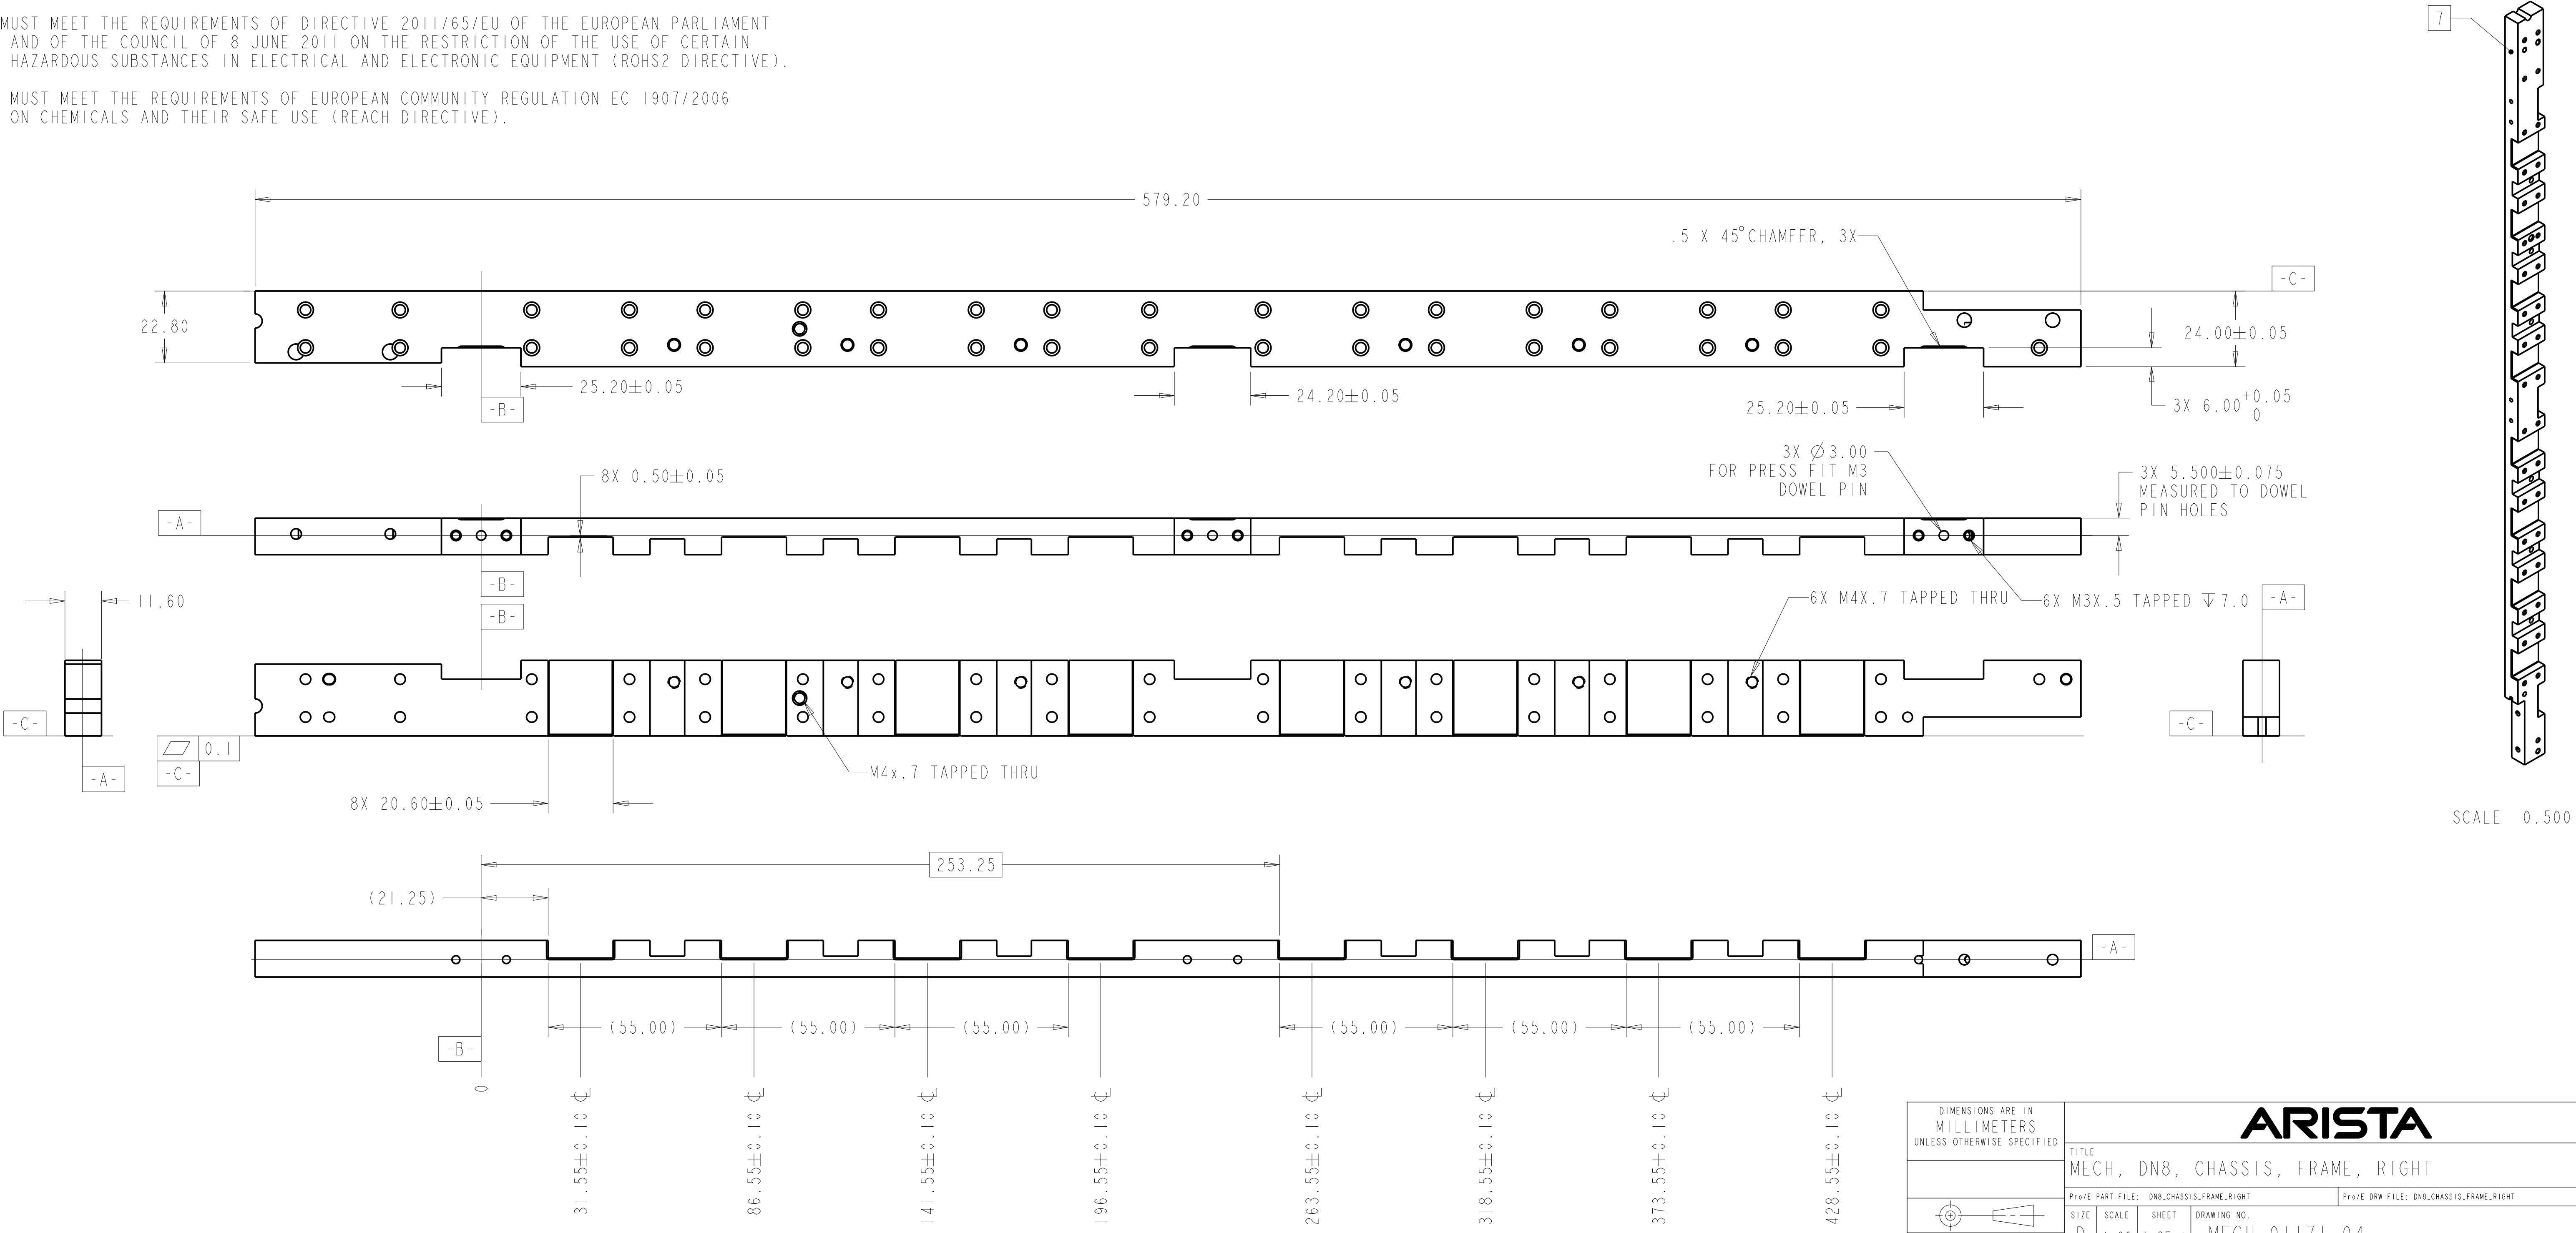 MUST MEET THE REQUIREMENTS OF DIRECTIVE 2011/65/EU OF THE EUROPEAN PARLIAMENT
AND OF THE COUNCIL OF 8 JUNE 2011 ON THE RESTRICTION OF THE USE OF CERTAIN
HAZARDOUS SUBSTANCES IN ELECTRICAL AND ELECTRONIC EQUIPMENT (ROHS2 DIRECTIVE).
MUST MEET THE REQUIREMENTS OF EUROPEAN COMMUNITY REGULATION EC 1907/2006
ON CHEMICALS AND THEIR SAFE USE (REACH DIRECTIVE).
7
579.20
.5 X 45° CHAMFER, 3X
-C-
22.80
24.00±0.05
25.20±0.05
-B-
24.20±0.05
25.20±0.05
3X 6.00 +0.05
0
8X 0.50±0.05
3X Ø3.00
FOR PRESS FIT M3
DOWEL PIN
3X 5.500±0.075
MEASURED TO DOWEL
PIN HOLES
-A-
-B-
11.60
-B-
6X M4X.7 TAPPED THRU
6X M3X.5 TAPPED ↧7.0
-A-
-C-
-A-
⏥ 0.1
-C-
-C-
M4x.7 TAPPED THRU
8X 20.60±0.05
SCALE 0.500
253.25
(21.25)
-A-
(55.00)
(55.00)
(55.00)
(55.00)
(55.00)
(55.00)
-B-
0
31.55±0.10 ℄
86.55±0.10 ℄
141.55±0.10 ℄
196.55±0.10 ℄
263.55±0.10 ℄
318.55±0.10 ℄
373.55±0.10 ℄
428.55±0.10 ℄
DIMENSIONS ARE IN
MILLIMETERS
UNLESS OTHERWISE SPECIFIED
ARISTA
TITLE
MECH, DN8, CHASSIS, FRAME, RIGHT
Pro/E PART FILE: DN8_CHASSIS_FRAME_RIGHT
Pro/E DRW FILE: DN8_CHASSIS_FRAME_RIGHT
SIZE
SCALE
SHEET
DRAWING NO.
D
MECH-01171-04